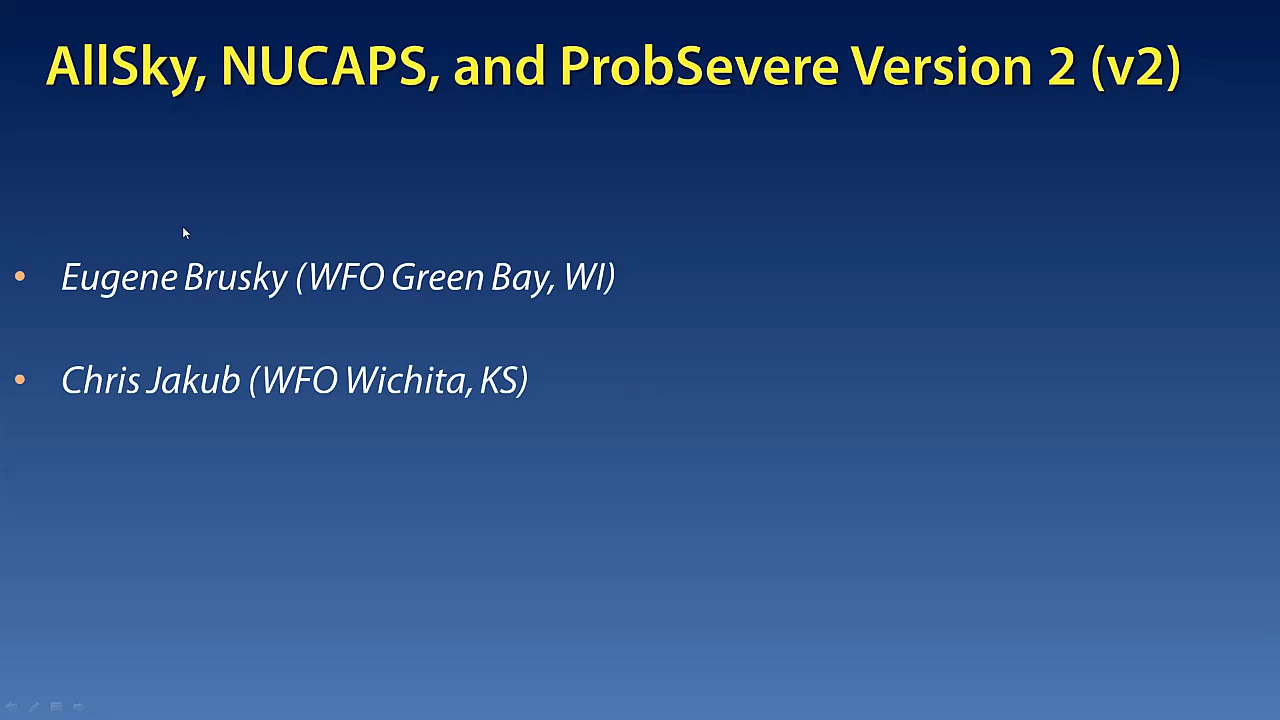 AllSky, NUCAPS, and ProbSevere Version 2 (v2)
• Eugene Brusky (WFO Green Bay, WI)
• Chris Jakub (WFO Wichita, KS)